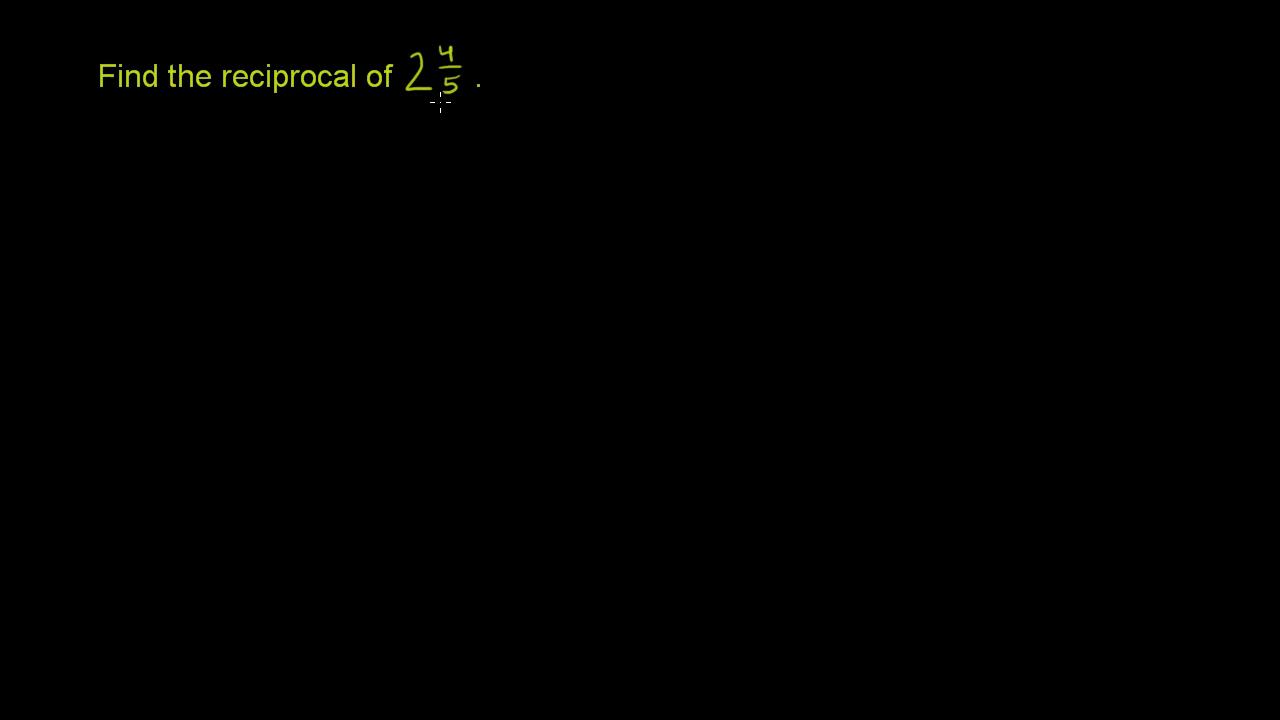 Find the reciprocal of 2 4/5 .